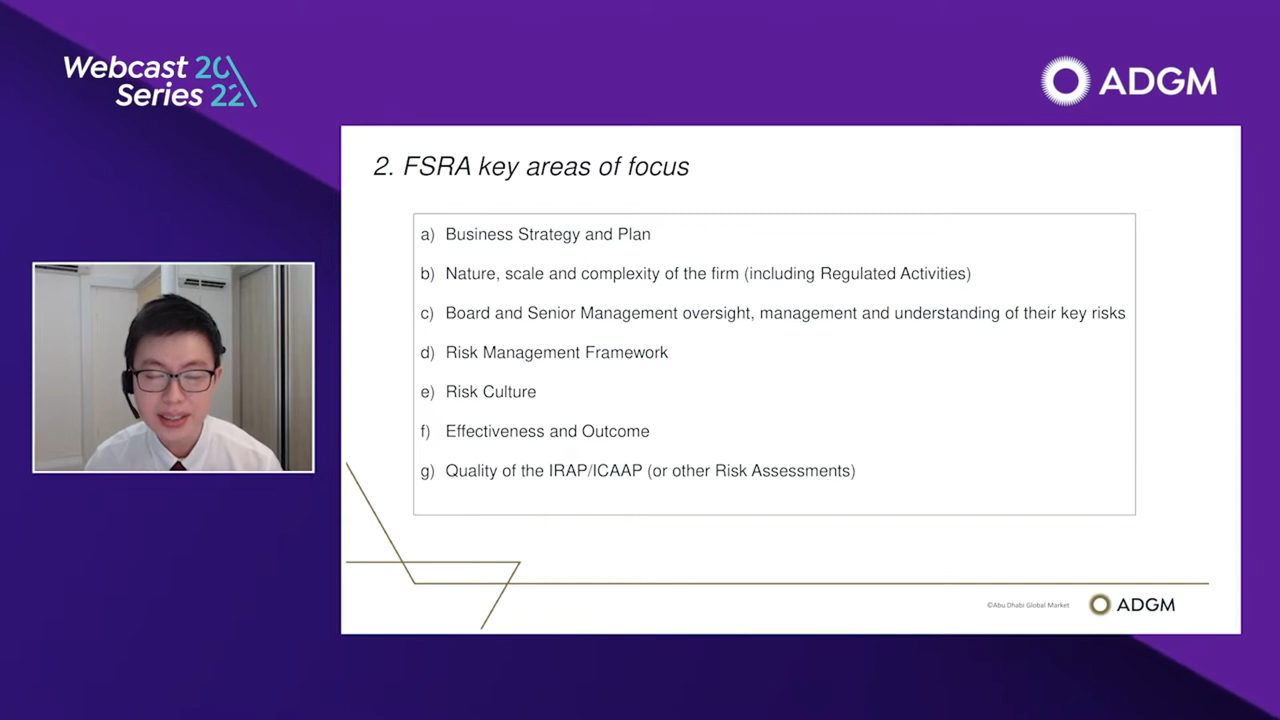 Webcast 20
Series 22
ADGM
2. FSRA key areas of focus
a) Business Strategy and Plan
b) Nature, scale and complexity of the firm (including Regulated Activities)
c) Board and Senior Management oversight, management and understanding of their key risks
d) Risk Management Framework
e) Risk Culture
f) Effectiveness and Outcome
g) Quality of the IRAP/ICAAP (or other Risk Assessments)
©Abu Dhabi Global Market
ADGM